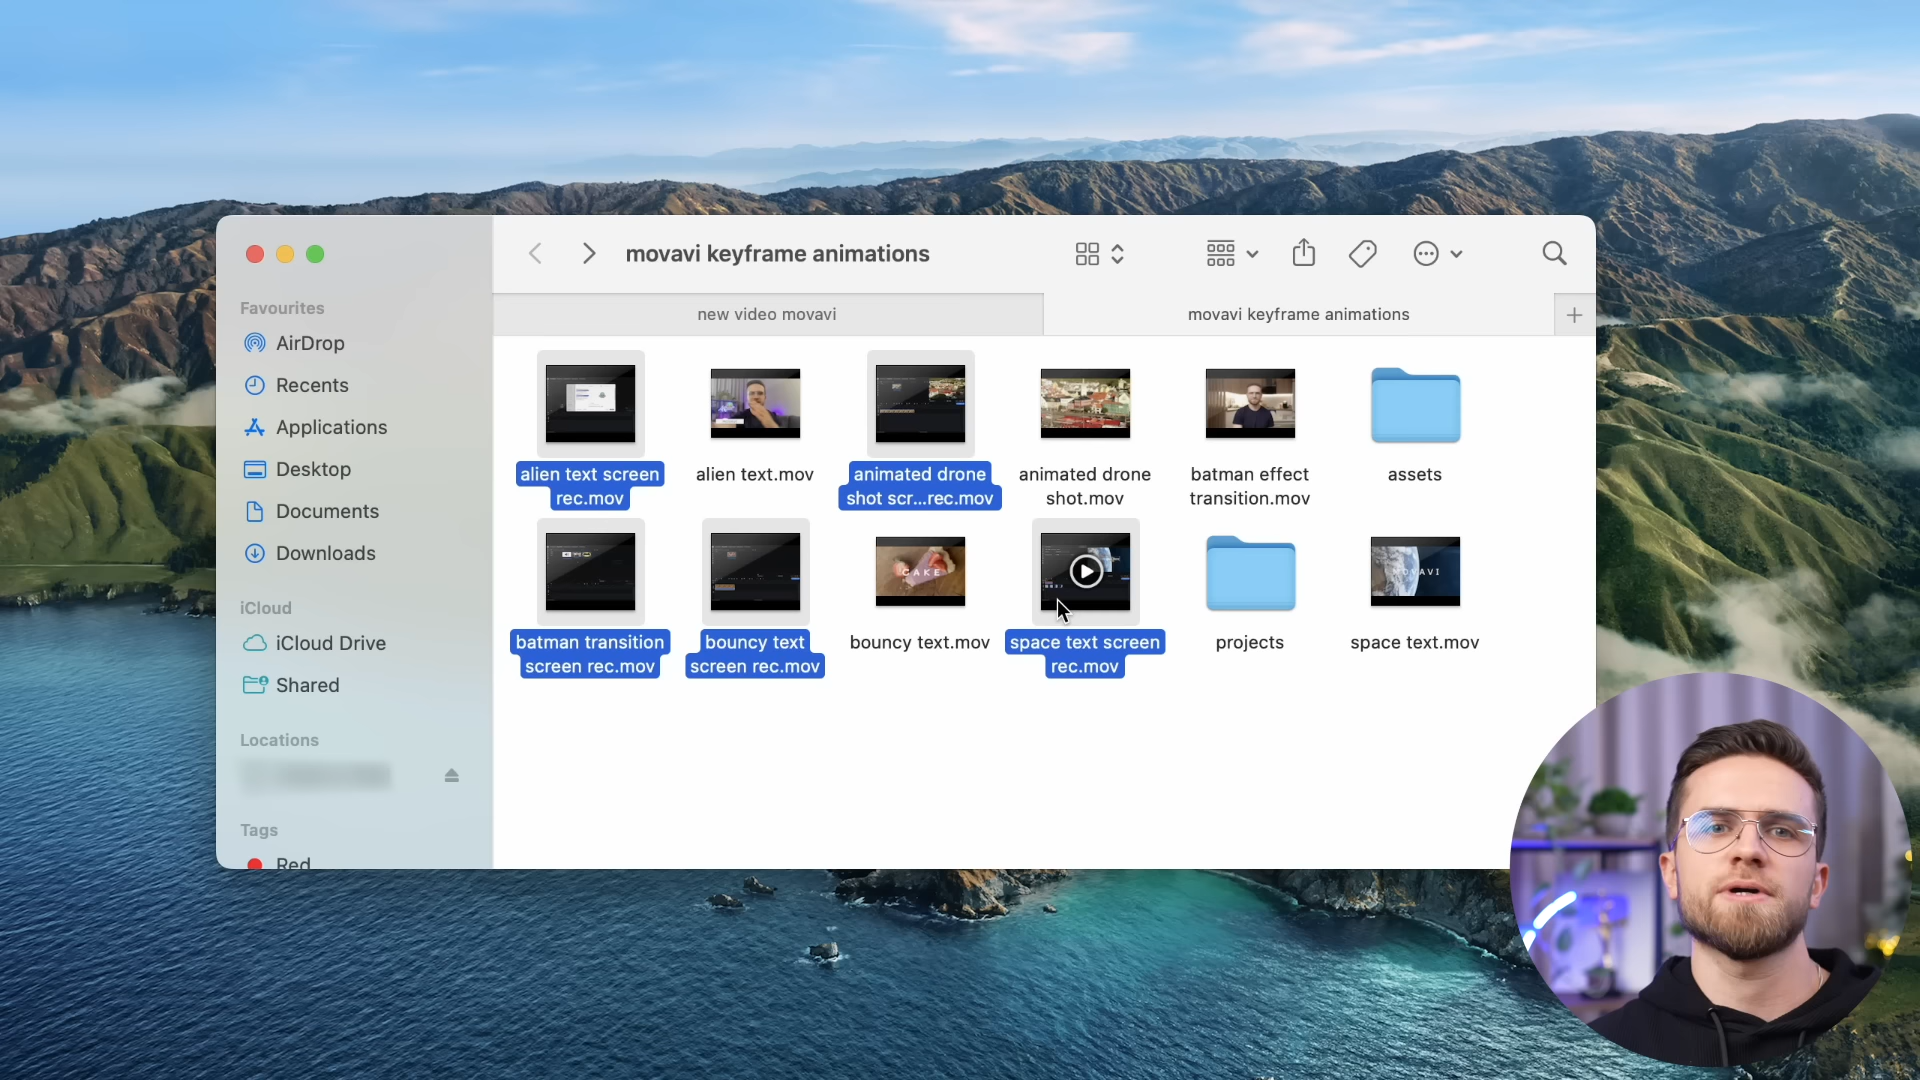 movavi keyframe animations
new video movavi
movavi keyframe animations
Favourites
AirDrop
Recents
Applications
Desktop
Documents
Downloads
iCloud
iCloud Drive
Shared
Locations
Tags
Red
alien text screen
rec.mov
alien text.mov
animated drone
shot scr...rec.mov
animated drone
shot.mov
batman effect
transition.mov
assets
batman transition
screen rec.mov
bouncy text
screen rec.mov
CAKE
bouncy text.mov
space text screen
rec.mov
projects
MOVAVI
space text.mov